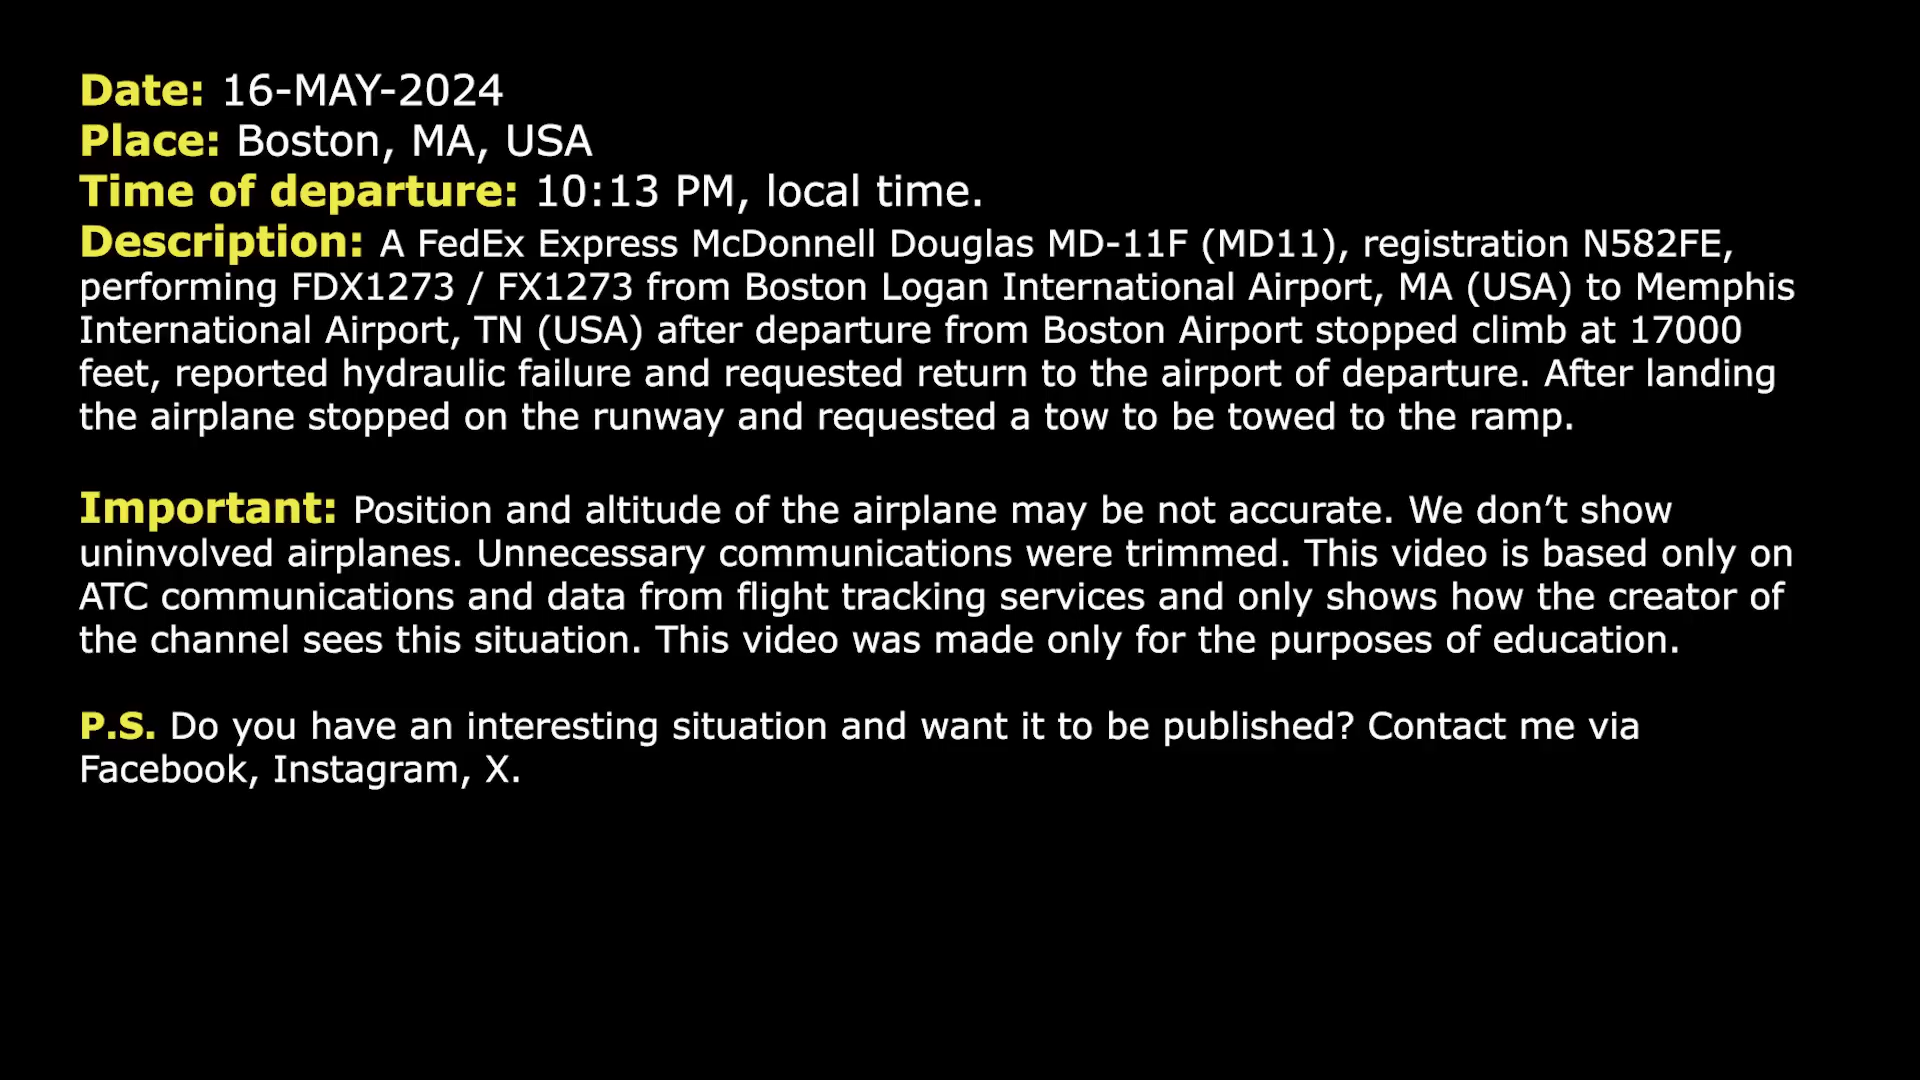 Date: 16-MAY-2024
Place: Boston, MA, USA
Time of departure: 10:13 PM, local time.
Description: A FedEx Express McDonnell Douglas MD-11F (MD11), registration N582FE,
performing FDX1273 / FX1273 from Boston Logan International Airport, MA (USA) to Memphis
International Airport, TN (USA) after departure from Boston Airport stopped climb at 17000
feet, reported hydraulic failure and requested return to the airport of departure. After landing
the airplane stopped on the runway and requested a tow to be towed to the ramp.
Important: Position and altitude of the airplane may be not accurate. We don’t show
uninvolved airplanes. Unnecessary communications were trimmed. This video is based only on
ATC communications and data from flight tracking services and only shows how the creator of
the channel sees this situation. This video was made only for the purposes of education.
P.S. Do you have an interesting situation and want it to be published? Contact me via
Facebook, Instagram, X.